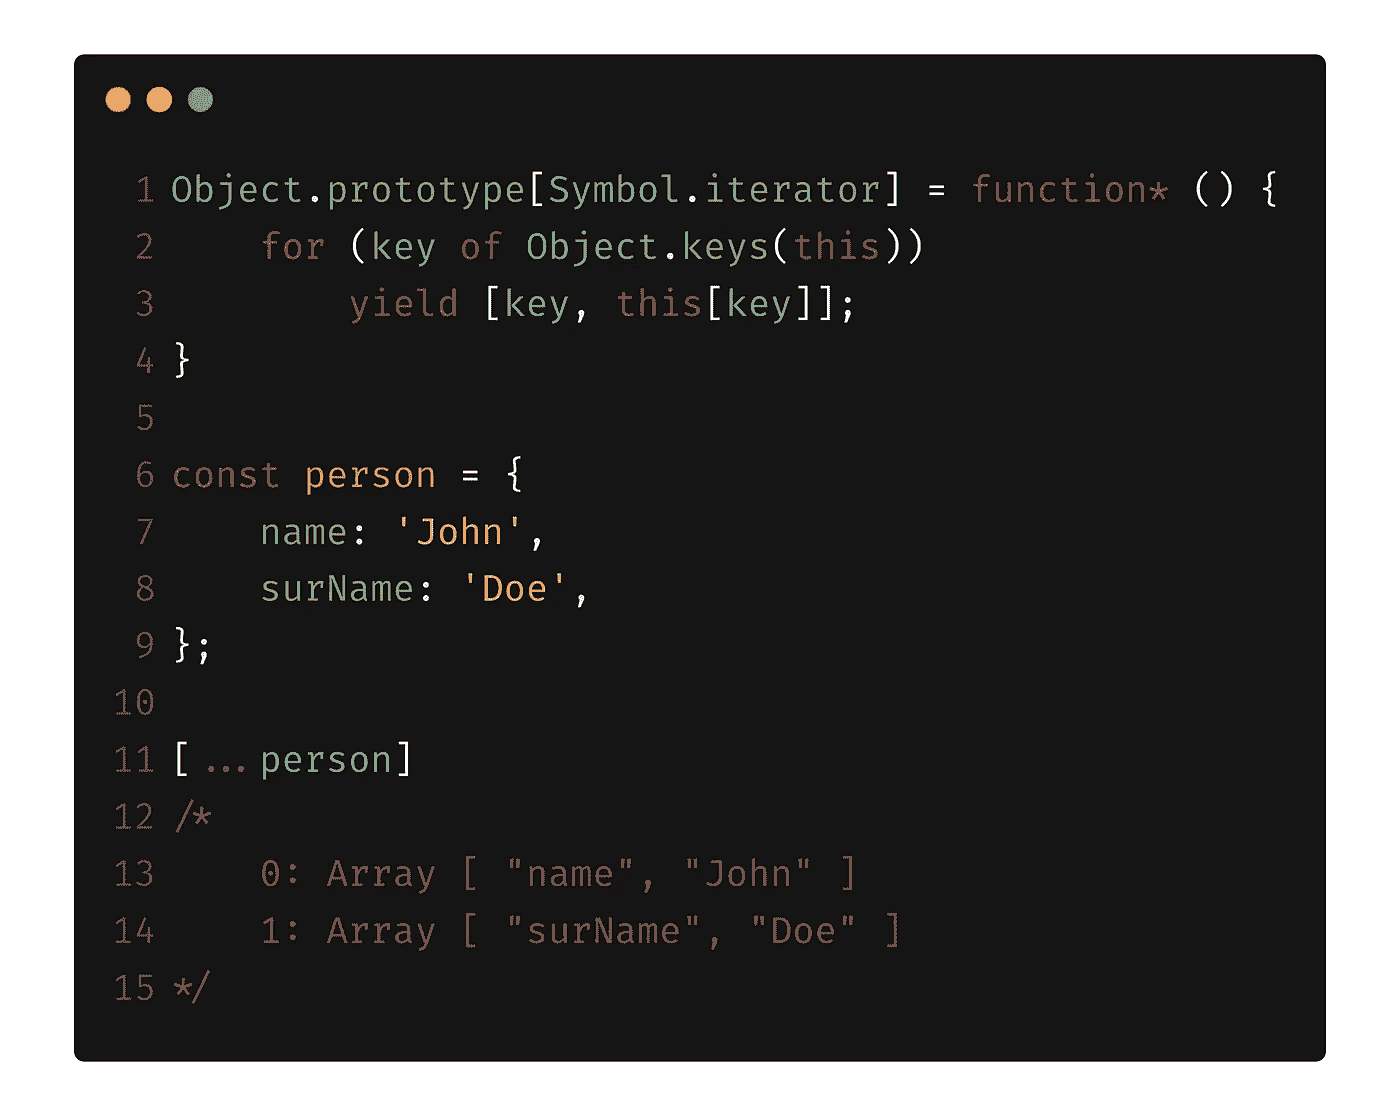 1 Object.prototype[Symbol.iterator] = function* () {
2     for (key of Object.keys(this))
3         yield [key, this[key]];
4 }
5
6 const person = {
7     name: 'John',
8     surName: 'Doe',
9 };
10
11 [...person]
12 /*
13     0: Array [ "name", "John" ]
14     1: Array [ "surName", "Doe" ]
15 */